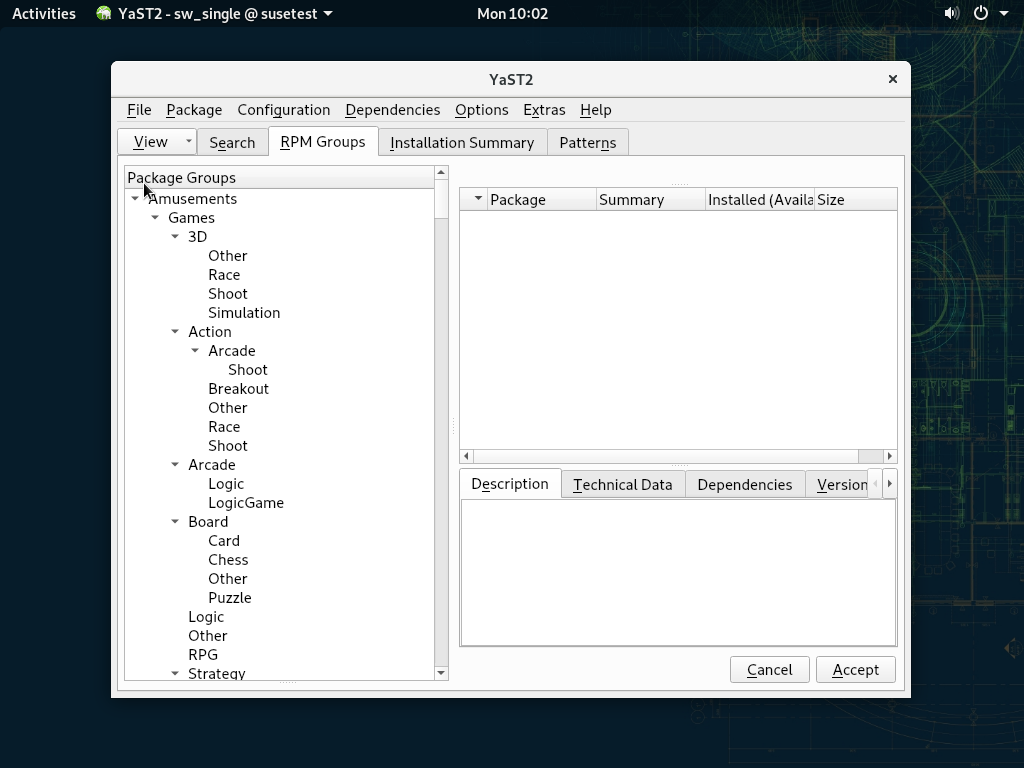 Activities YaST2 - sw_single @ susetest Mon 10:02
YaST2
File Package Configuration Dependencies Options Extras Help
View Search RPM Groups Installation Summary Patterns
Package Groups
Amusements
Games
3D
Other
Race
Shoot
Simulation
Action
Arcade
Shoot
Breakout
Other
Race
Shoot
Arcade
Logic
LogicGame
Board
Card
Chess
Other
Puzzle
Logic
Other
RPG
Strategy
Package Summary Installed (Availa Size
Description Technical Data Dependencies Version
Cancel Accept